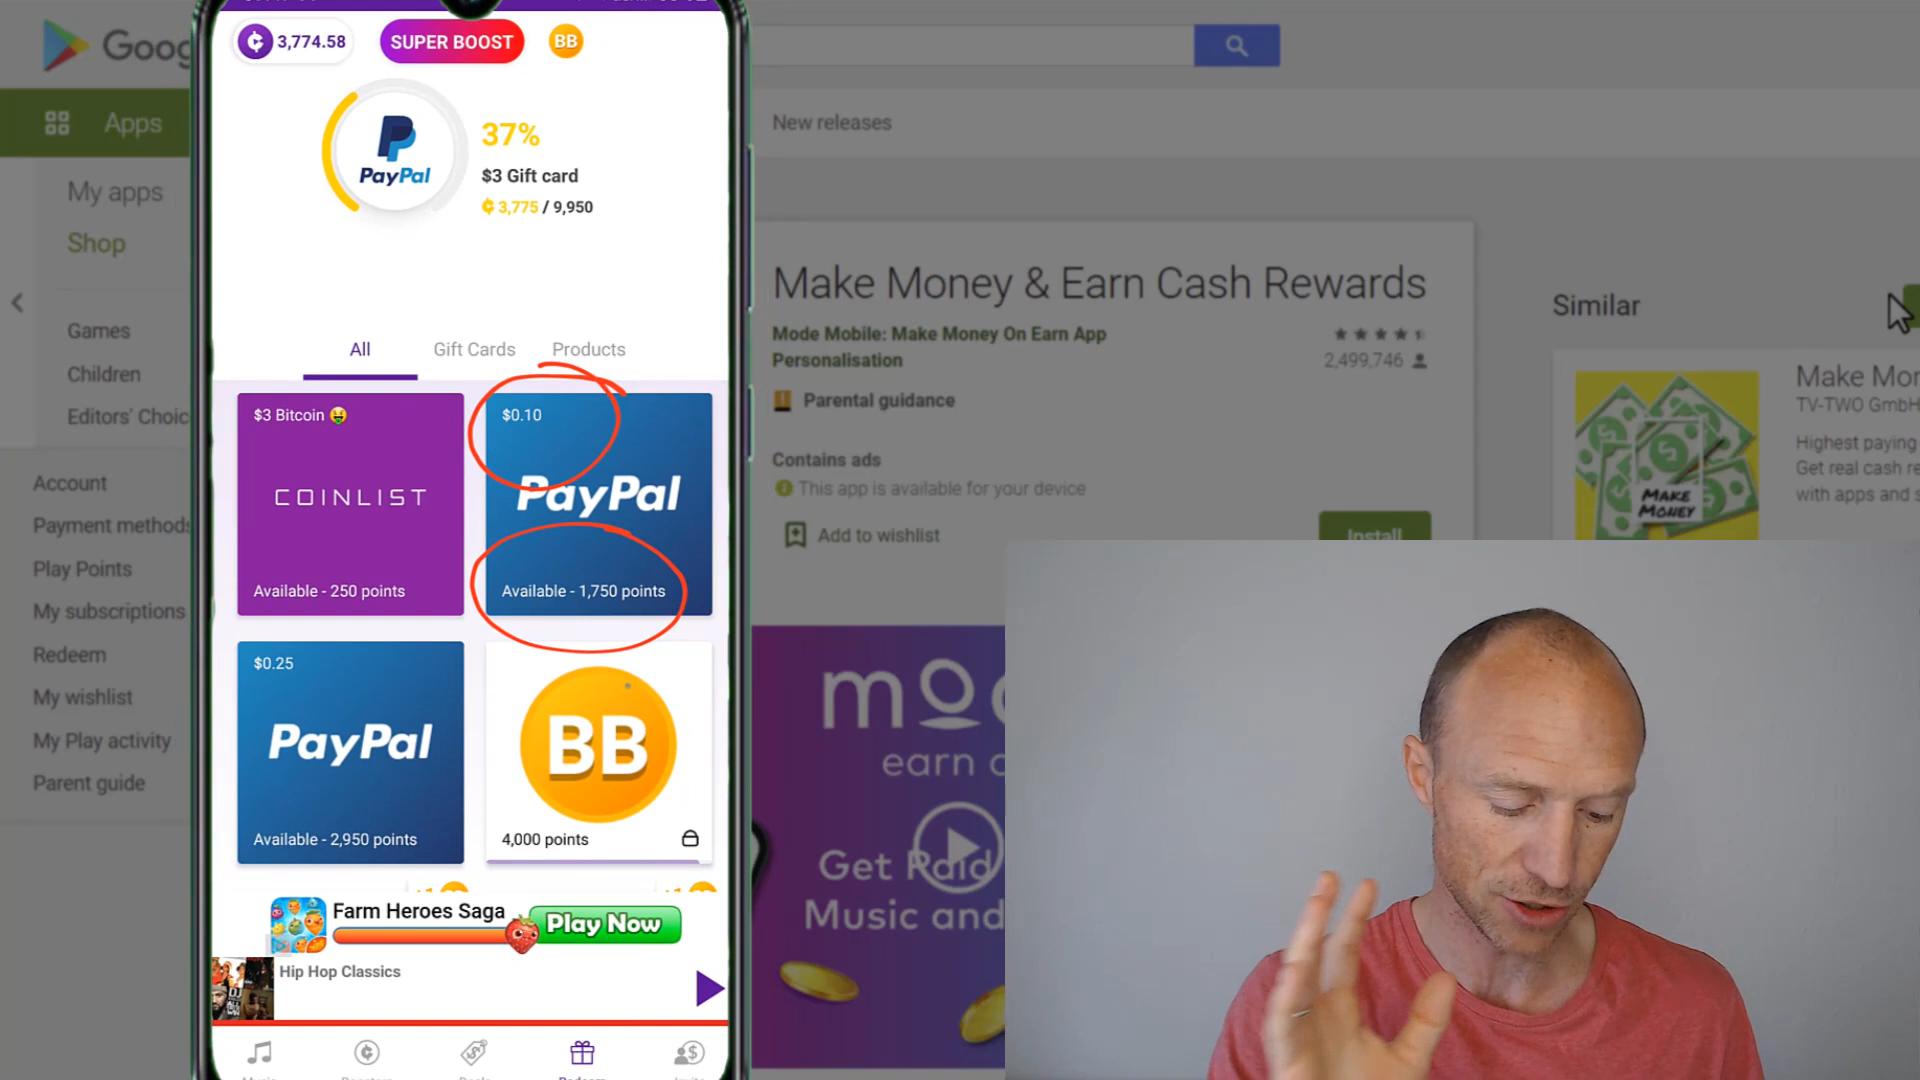 3,774.58
SUPER BOOST
BB
PayPal
37%
$3 Gift card
3,775 / 9,950
All
Gift Cards
Products
$3 Bitcoin 🤑
COINLIST
Available - 250 points
$0.10
PayPal
Available - 1,750 points
$0.25
PayPal
Available - 2,950 points
BB
4,000 points
Farm Heroes Saga
Play Now
Hip Hop Classics
Goog
Apps
My apps
Shop
Games
Children
Editors' Choic
Account
Payment methods
Play Points
My subscriptions
Redeem
My wishlist
My Play activity
Parent guide
New releases
Make Money & Earn Cash Rewards
Mode Mobile: Make Money On Earn App
Personalisation
2,499,746
Parental guidance
Contains ads
This app is available for your device
Add to wishlist
Install
Similar
Make Mon
TV-TWO GmbH
Highest paying
Get real cash re
with apps and s
MAKE
MONEY
mo
earn
Get Paid
Music and